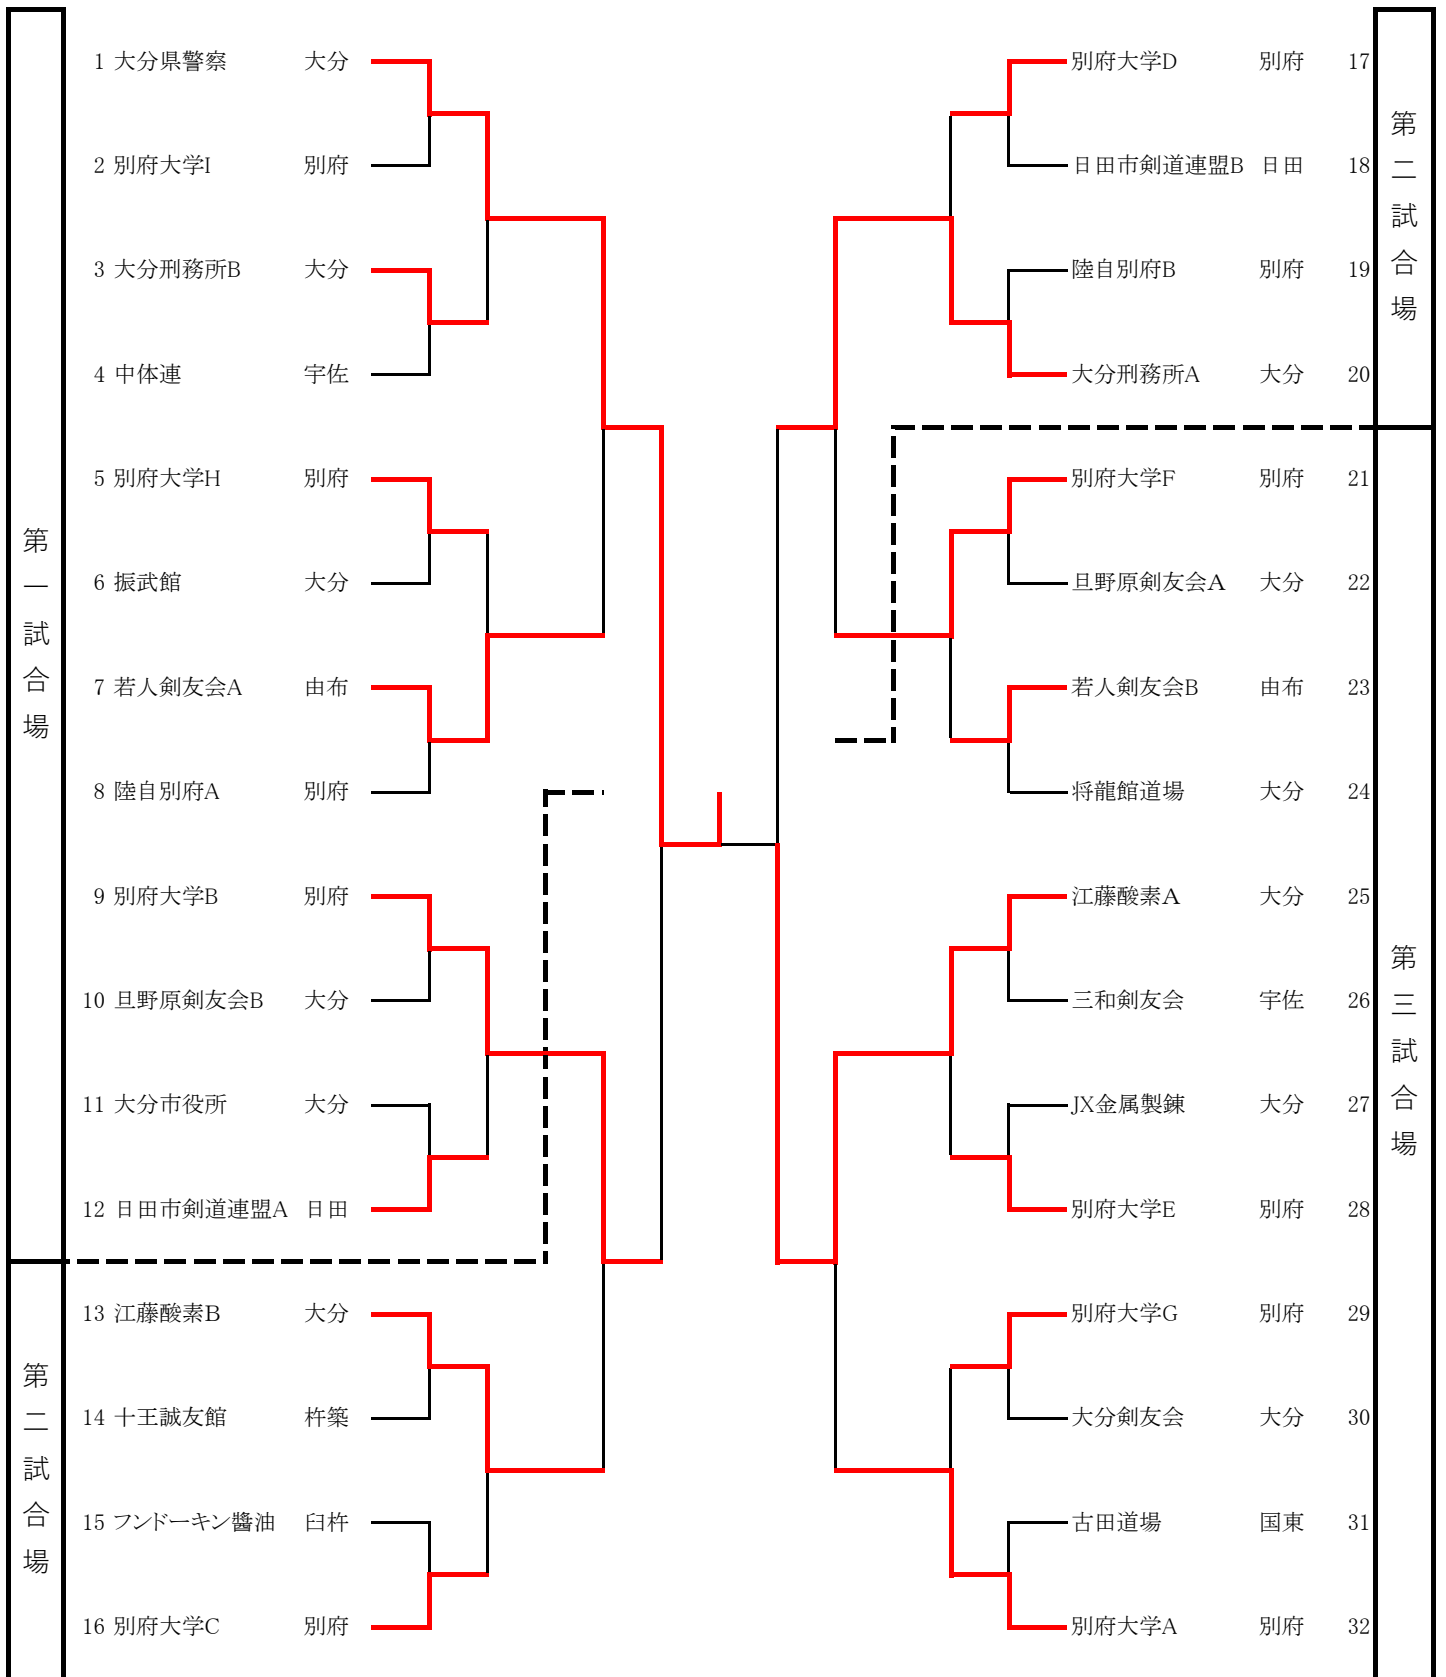 第一試合場
1 大分県警察 大分
2 別府大学I 別府
3 大分刑務所B 大分
4 中体連 宇佐
5 別府大学H 別府
6 振武館 大分
7 若人剣友会A 由布
8 陸自別府A 別府
9 別府大学B 別府
10 旦野原剣友会B 大分
11 大分市役所 大分
12 日田市剣道連盟A 日田
第二試合場
13 江藤酸素B 大分
14 十王誠友館 杵築
15 フンドーキン醬油 臼杵
16 別府大学C 別府
第二試合場
別府大学D 別府 17
日田市剣道連盟B 日田 18
陸自別府B 別府 19
大分刑務所A 大分 20
第三試合場
別府大学F 別府 21
旦野原剣友会A 大分 22
若人剣友会B 由布 23
将龍館道場 大分 24
江藤酸素A 大分 25
三和剣友会 宇佐 26
JX金属製錬 大分 27
別府大学E 別府 28
別府大学G 別府 29
大分剣友会 大分 30
古田道場 国東 31
別府大学A 別府 32